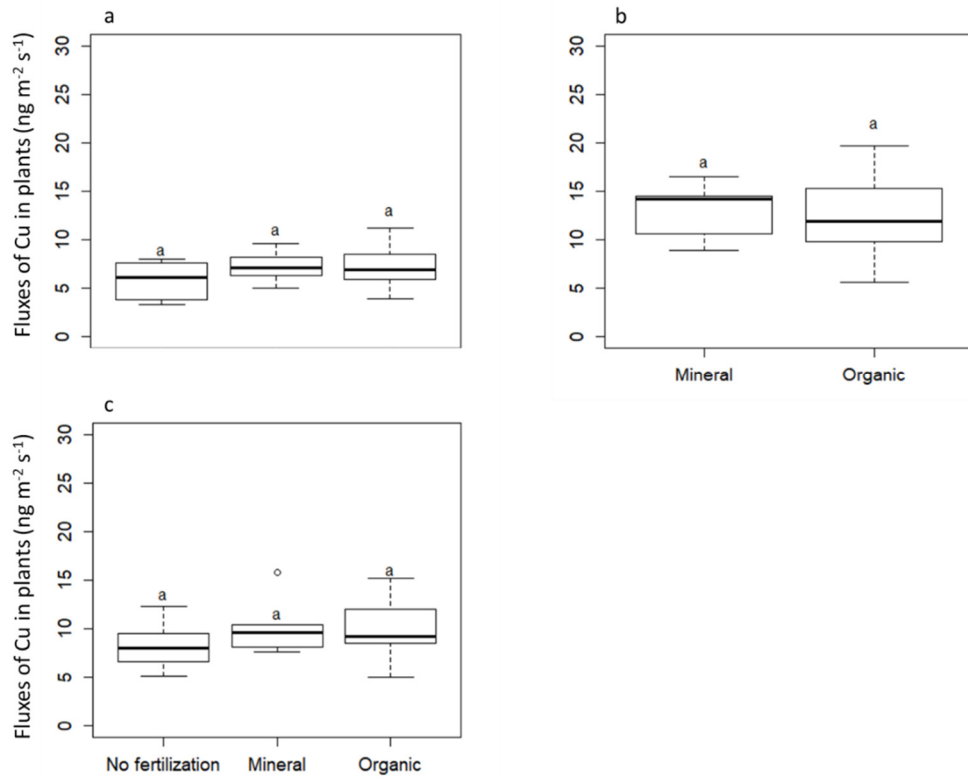 a
Fluxes of Cu in plants (ng m⁻² s⁻¹)
30
25
20
15
10
5
0
a
a
a
b
30
25
20
15
10
5
0
a
a
Mineral
Organic
c
Fluxes of Cu in plants (ng m⁻² s⁻¹)
30
25
20
15
10
5
0
a
a
a
No fertilization
Mineral
Organic